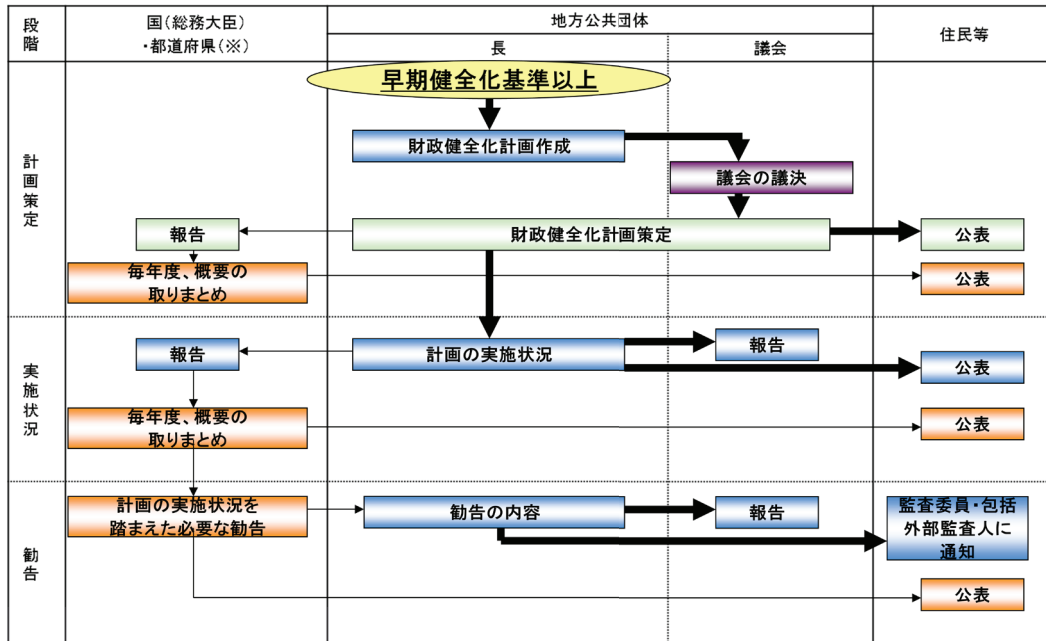 段
階
国(総務大臣)
・都道府県(※)
地方公共団体
長
議会
住民等
計
画
策
定
早期健全化基準以上
財政健全化計画作成
議会の議決
報告
財政健全化計画策定
公表
毎年度、概要の
取りまとめ
公表
実
施
状
況
報告
計画の実施状況
報告
公表
毎年度、概要の
取りまとめ
公表
勧
告
計画の実施状況を
踏まえた必要な勧告
勧告の内容
報告
監査委員・包括
外部監査人に
通知
公表